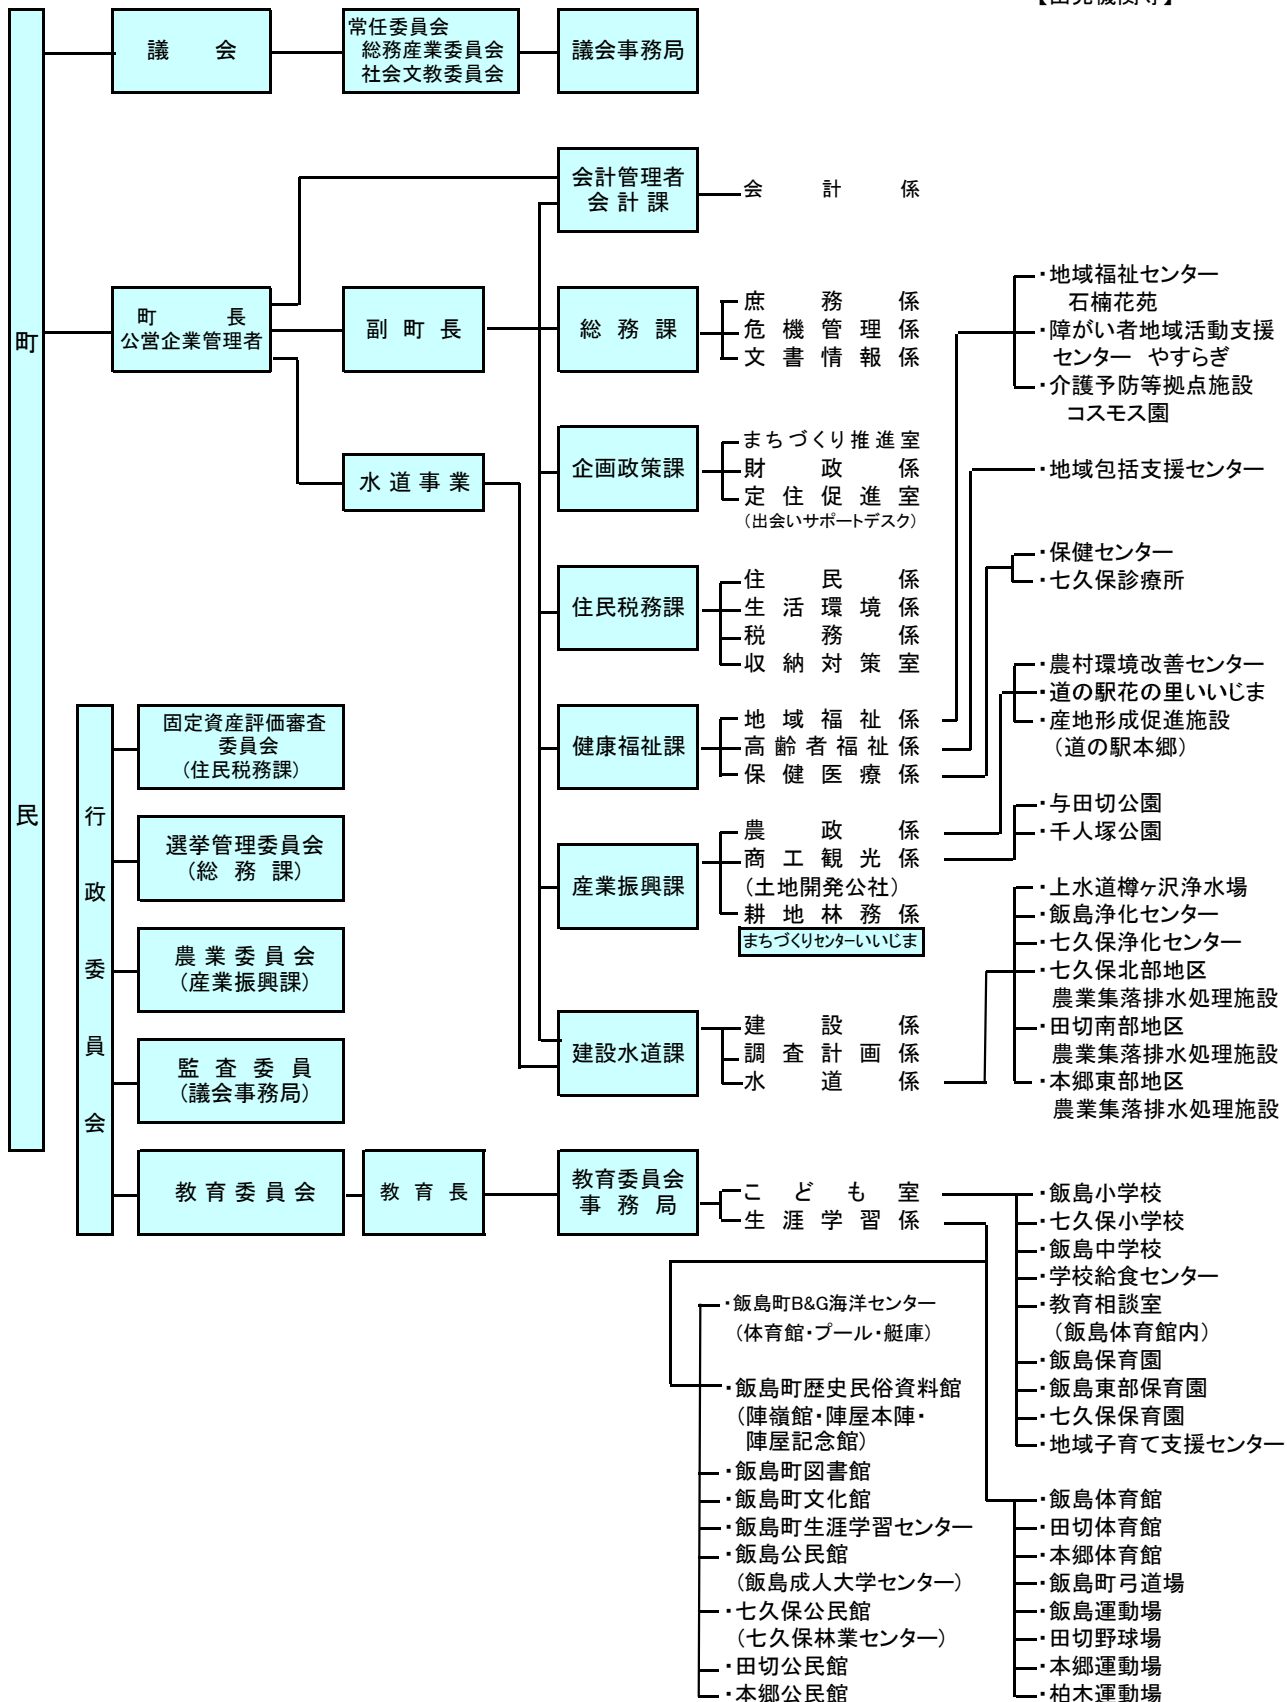 【出先機関等】
町民
議会
常任委員会
総務産業委員会
社会文教委員会
議会事務局
町長
公営企業管理者
副町長
水道事業
会計管理者
会計課
会計係
総務課
庶務係
危機管理係
文書情報係
企画政策課
まちづくり推進室
財政係
定住促進室
（出会いサポートデスク）
住民税務課
住民係
生活環境係
税務係
収納対策室
健康福祉課
地域福祉係
高齢者福祉係
保健医療係
産業振興課
農政係
商工観光係
（土地開発公社）
耕地林務係
まちづくりセンターいいじま
建設水道課
建設係
調査計画係
水道係
・地域福祉センター
石楠花苑
・障がい者地域活動支援
センター　やすらぎ
・介護予防等拠点施設
コスモス園
・地域包括支援センター
・保健センター
・七久保診療所
・農村環境改善センター
・道の駅花の里いいじま
・産地形成促進施設
（道の駅本郷）
・与田切公園
・千人塚公園
・上水道樽ヶ沢浄水場
・飯島浄化センター
・七久保浄化センター
・七久保北部地区
農業集落排水処理施設
・田切南部地区
農業集落排水処理施設
・本郷東部地区
農業集落排水処理施設
行政委員会
固定資産評価審査
委員会
（住民税務課）
選挙管理委員会
（総務課）
農業委員会
（産業振興課）
監査委員
（議会事務局）
教育委員会
教育長
教育委員会
事務局
こども室
生涯学習係
・飯島小学校
・七久保小学校
・飯島中学校
・学校給食センター
・教育相談室
（飯島体育館内）
・飯島保育園
・飯島東部保育園
・七久保保育園
・地域子育て支援センター
・飯島町B&G海洋センター
（体育館・プール・艇庫）
・飯島町歴史民俗資料館
（陣嶺館・陣屋本陣・
陣屋記念館）
・飯島町図書館
・飯島町文化館
・飯島町生涯学習センター
・飯島公民館
（飯島成人大学センター）
・七久保公民館
（七久保林業センター）
・田切公民館
・本郷公民館
・飯島体育館
・田切体育館
・本郷体育館
・飯島町弓道場
・飯島運動場
・田切野球場
・本郷運動場
・柏木運動場